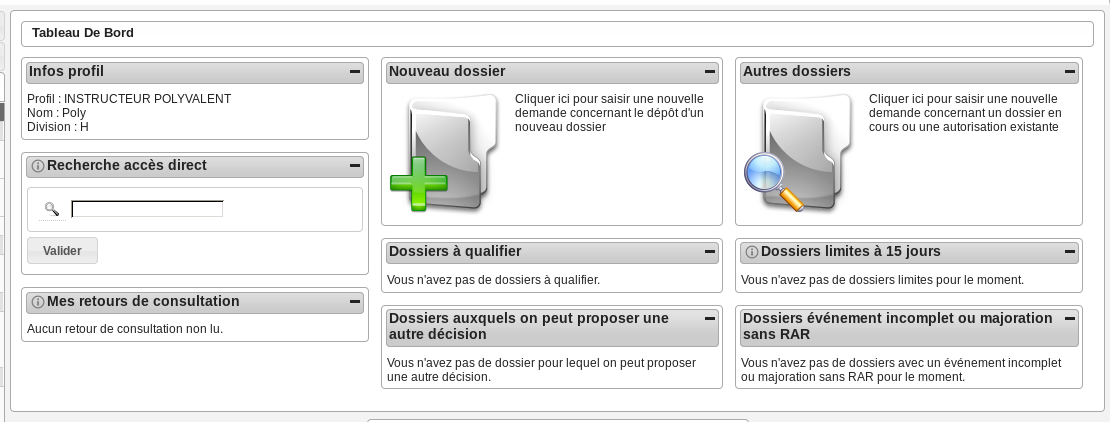 Tableau De Bord
Infos profil
Profil : INSTRUCTEUR POLYVALENT
Nom : Poly
Division : H
Recherche accès direct
Valider
Mes retours de consultation
Aucun retour de consultation non lu.
Nouveau dossier
Cliquer ici pour saisir une nouvelle
demande concernant le dépôt d'un
nouveau dossier
Dossiers à qualifier
Vous n'avez pas de dossiers à qualifier.
Dossiers auxquels on peut proposer une
autre décision
Vous n'avez pas de dossier pour lequel on peut proposer
une autre décision.
Autres dossiers
Cliquer ici pour saisir une nouvelle
demande concernant un dossier en
cours ou une autorisation existante
Dossiers limites à 15 jours
Vous n'avez pas de dossiers limites pour le moment.
Dossiers événement incomplet ou majoration
sans RAR
Vous n'avez pas de dossiers avec un événement incomplet
ou majoration sans RAR pour le moment.